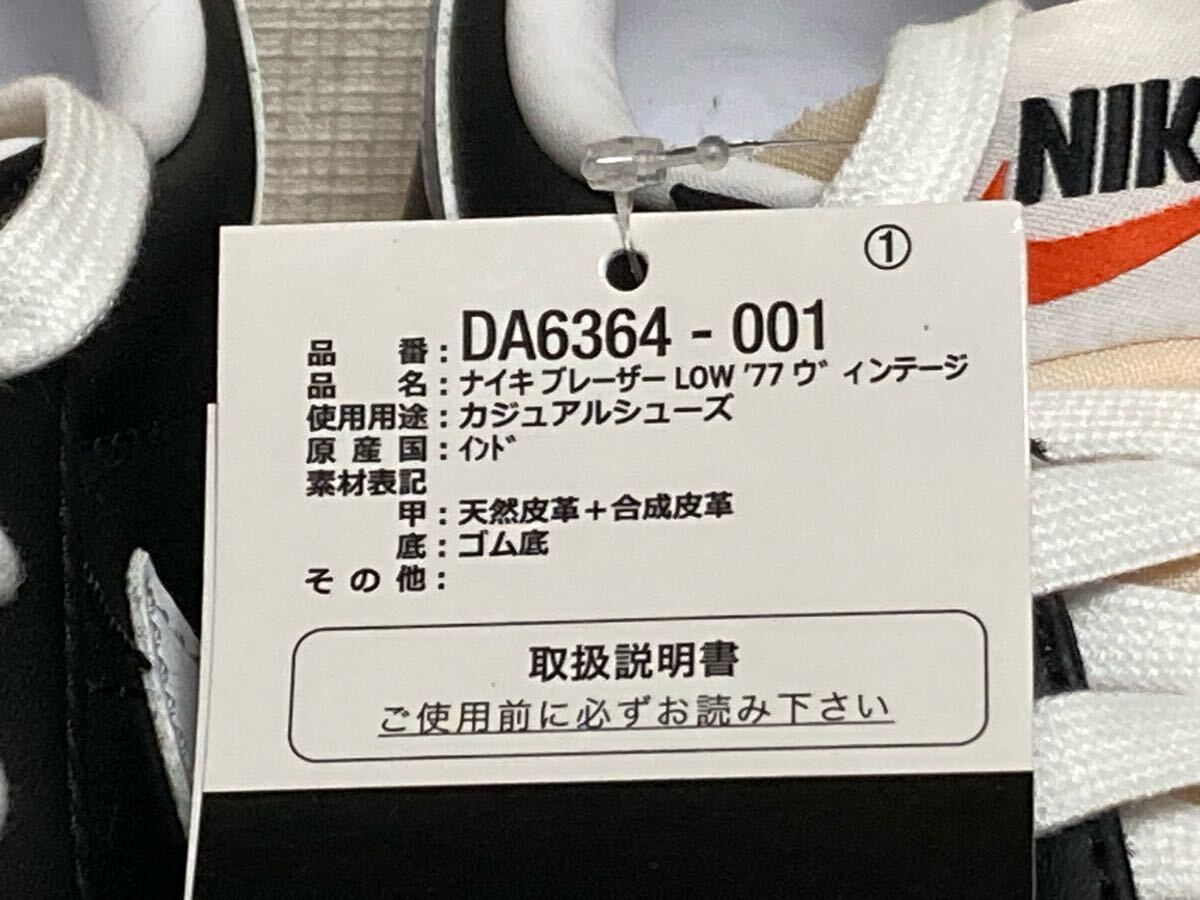 ①
品番：DA6364 - 001
品名：ナイキ ブレーザー LOW '77 ヴィンテージ
使用用途：カジュアルシューズ
原産国：ｲﾝﾄﾞ
素材表記
甲：天然皮革＋合成皮革
底：ゴム底
その他：
取扱説明書
ご使用前に必ずお読み下さい
NIK